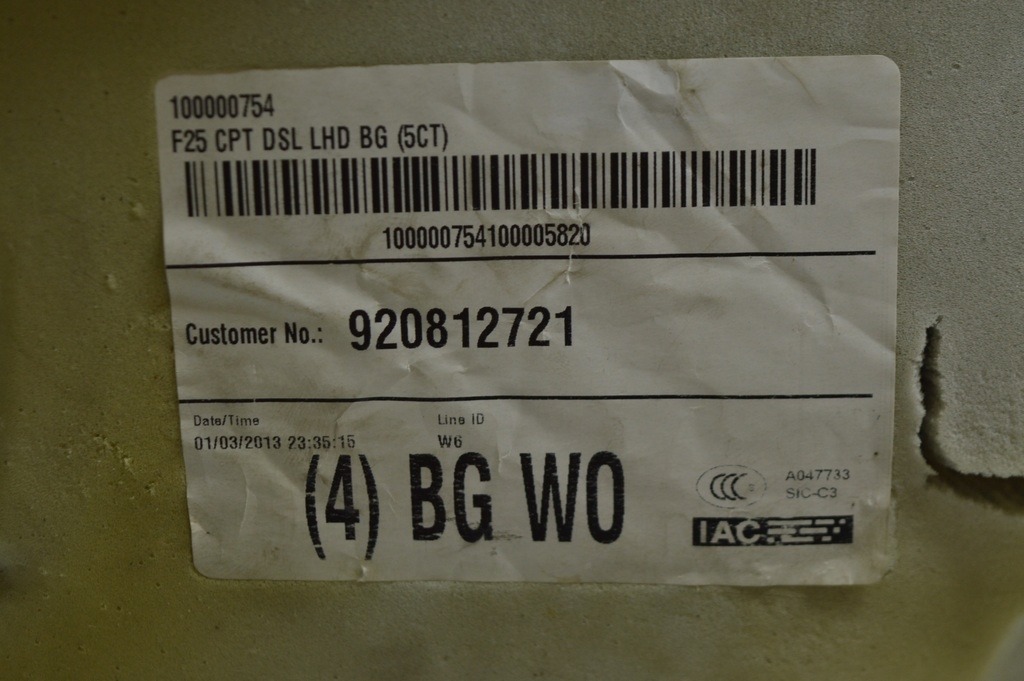 100000754
F25 CPT DSL LHD BG (5CT)
100000754100005820
Customer No.: 920812721
Date/Time Line ID
01/03/2013 23:35:15 W6
(4) BG WO
CCC S A047733
SIC-C3
IAC